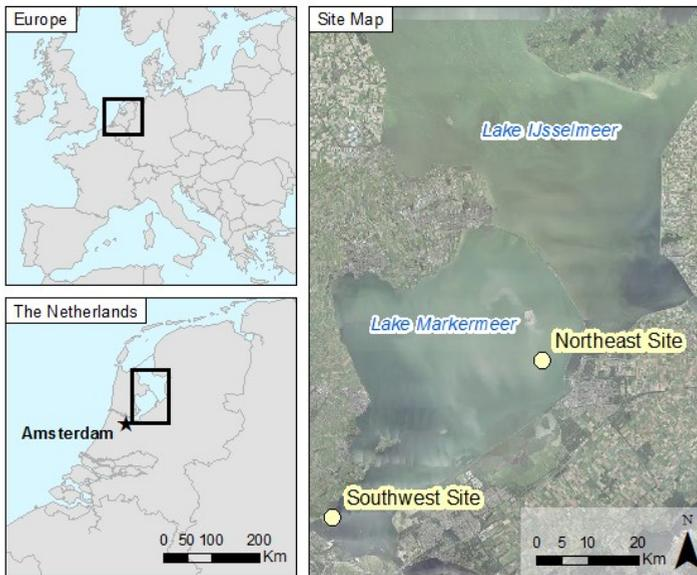 Europe
The Netherlands
Amsterdam
0 50 100 200
Km
Site Map
Lake IJsselmeer
Lake Markermeer
Northeast Site
Southwest Site
0 5 10 20
Km
N